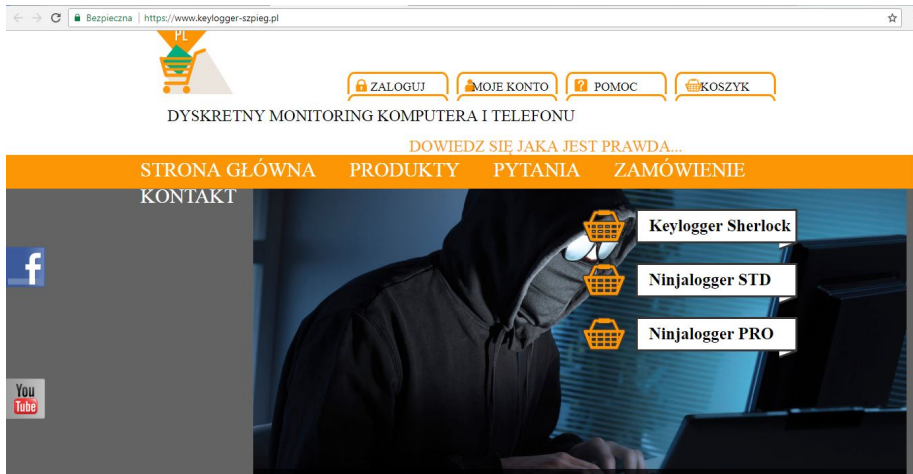 Bezpieczna https://www.keylogger-szpieg.pl
PL
ZALOGUJ MOJE KONTO POMOC KOSZYK
DYSKRETNY MONITORING KOMPUTERA I TELEFONU
DOWIEDZ SIĘ JAKA JEST PRAWDA...
STRONA GŁÓWNA PRODUKTY PYTANIA ZAMÓWIENIE
KONTAKT
Keylogger Sherlock
f
Ninjalogger STD
Ninjalogger PRO
You
Tube